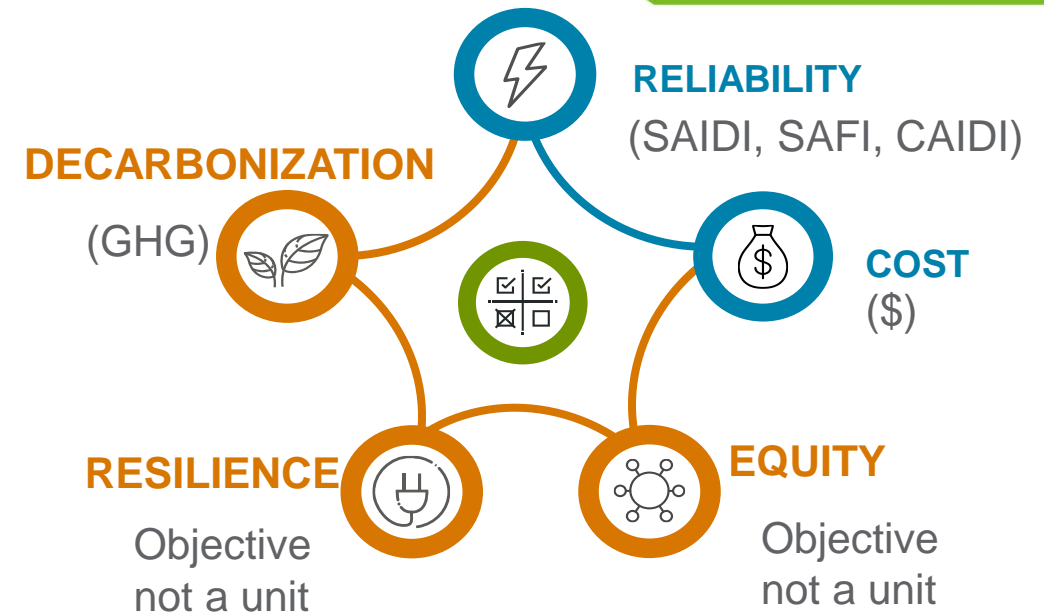 RELIABILITY
(SAIDI, SAFI, CAIDI)
DECARBONIZATION
(GHG)
$
COST
($)
RESILIENCE
Objective
not a unit
EQUITY
Objective
not a unit